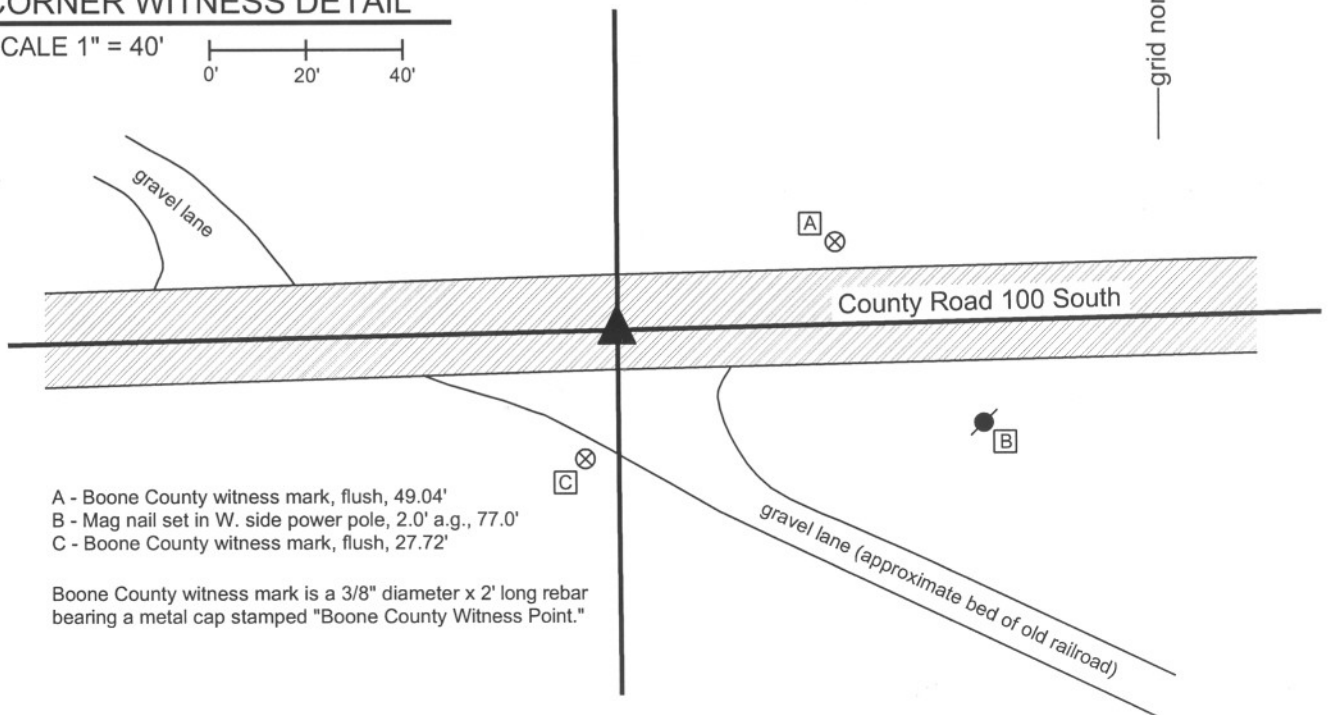 CORNER WITNESS DETAIL
SCALE 1" = 40'
0' 20' 40'
grid nor
gravel lane
A
County Road 100 South
B
C
A - Boone County witness mark, flush, 49.04'
B - Mag nail set in W. side power pole, 2.0' a.g., 77.0'
C - Boone County witness mark, flush, 27.72'
gravel lane (approximate bed of old railroad)
Boone County witness mark is a 3/8" diameter x 2' long rebar
bearing a metal cap stamped "Boone County Witness Point."